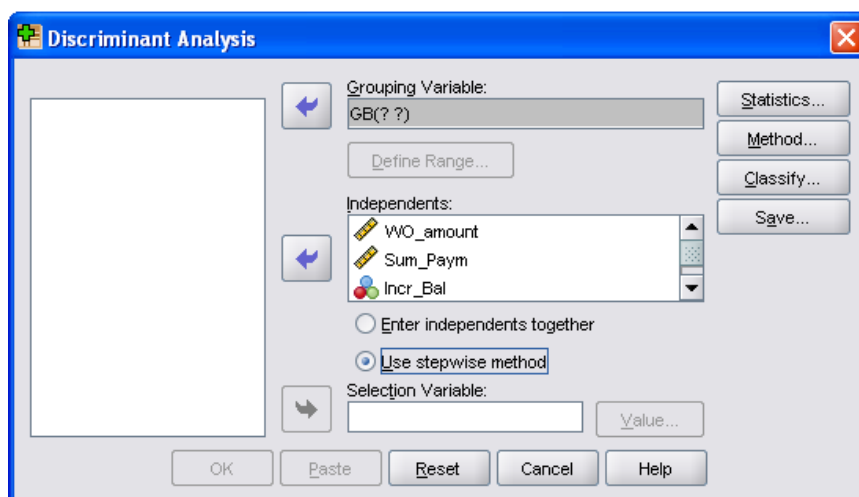 Discriminant Analysis
Grouping Variable:
GB(? ?)
Define Range...
Independents:
WO_amount
Sum_Paym
Incr_Bal
Enter independents together
Use stepwise method
Selection Variable:
Value...
Statistics...
Method...
Classify...
Save...
OK
Paste
Reset
Cancel
Help